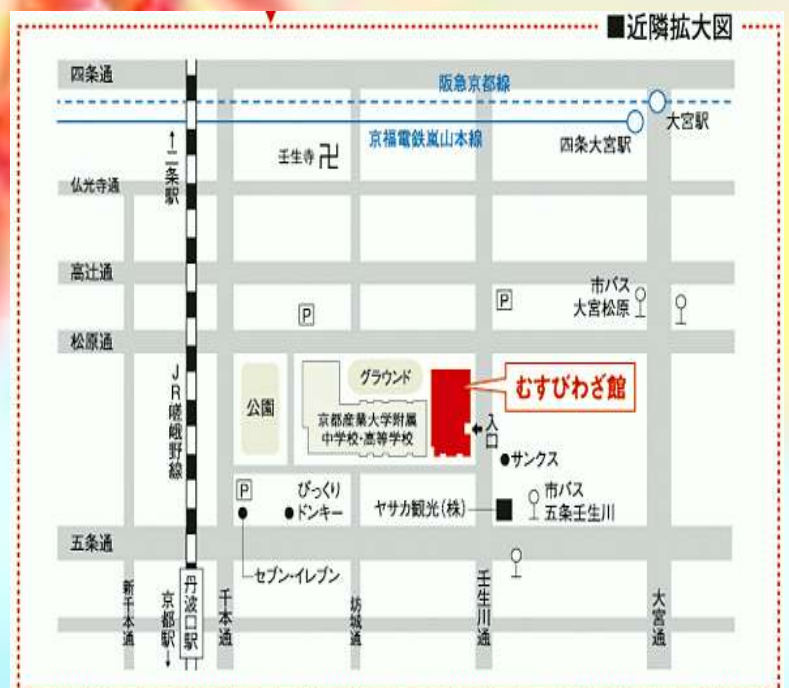 ■近隣拡大図
四条通
阪急京都線
大宮駅
京福電鉄嵐山本線
四条大宮駅
↑二条駅
壬生寺 卍
仏光寺通
高辻通
市バス
大宮松原
P
P
松原通
JR嵯峨野線
公園
グラウンド
京都産業大学附属
中学校・高等学校
むすびわざ館
←入口
●サンクス
P
びっくり
●ドンキー
ヤサカ観光(株)
市バス
五条壬生川
五条通
セブン-イレブン
新千本通
京都駅↓
丹波口駅
千本通
坊城通
壬生川通
大宮通